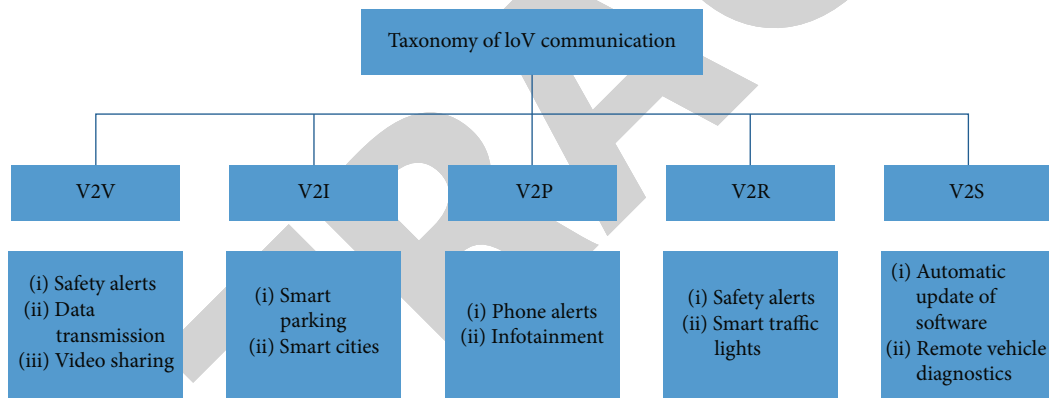 Taxonomy of loV communication
V2V
V2I
V2P
V2R
V2S
(i) Safety alerts
(ii) Data
transmission
(iii) Video sharing
(i) Smart
parking
(ii) Smart cities
(i) Phone alerts
(ii) Infotainment
(i) Safety alerts
(ii) Smart traffic
lights
(i) Automatic
update of
software
(ii) Remote vehicle
diagnostics